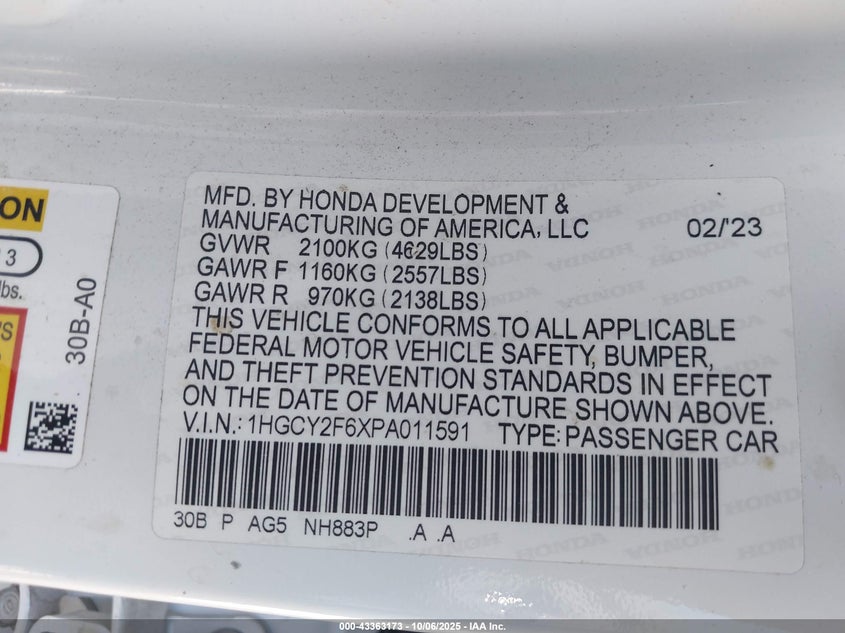 ON
13
lbs.
30B-A0
MFD. BY HONDA DEVELOPMENT &
MANUFACTURING OF AMERICA, LLC 02/'23
GVWR 2100KG (4629LBS)
GAWR F 1160KG (2557LBS)
GAWR R 970KG (2138LBS)
THIS VEHICLE CONFORMS TO ALL APPLICABLE
FEDERAL MOTOR VEHICLE SAFETY, BUMPER,
AND THEFT PREVENTION STANDARDS IN EFFECT
ON THE DATE OF MANUFACTURE SHOWN ABOVE.
V.I.N.: 1HGCY2F6XPA011591 TYPE: PASSENGER CAR
30B P AG5 NH883P .A .A
000-43363173 - 10/06/2025 - IAA Inc.